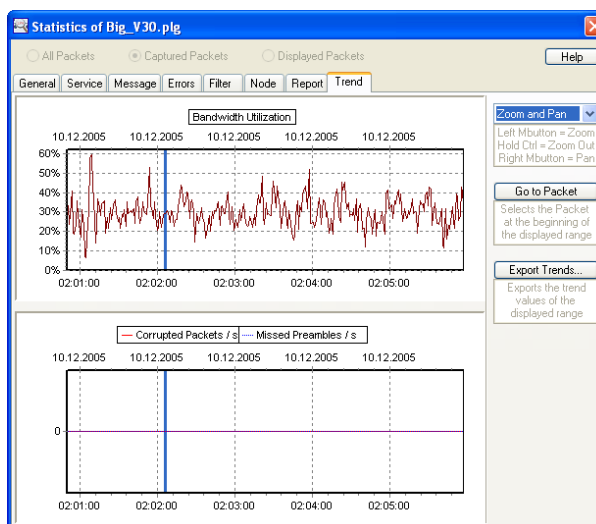 Statistics of Big_V30.plg
All Packets Captured Packets Displayed Packets Help
General Service Message Errors Filter Node Report Trend
Bandwidth Utilization
10.12.2005 10.12.2005 10.12.2005 10.12.2005 10.12.2005
60%
50%
40%
30%
20%
10%
0%
02:01:00 02:02:00 02:03:00 02:04:00 02:05:00
Zoom and Pan
Left Mbutton = Zoom
Hold Ctrl = Zoom Out
Right Mbutton = Pan
Go to Packet
Selects the Packet
at the beginning of
the displayed range
Export Trends...
Exports the trend
values of the
displayed range
Corrupted Packets / s Missed Preambles / s
10.12.2005 10.12.2005 10.12.2005 10.12.2005 10.12.2005
0
02:01:00 02:02:00 02:03:00 02:04:00 02:05:00